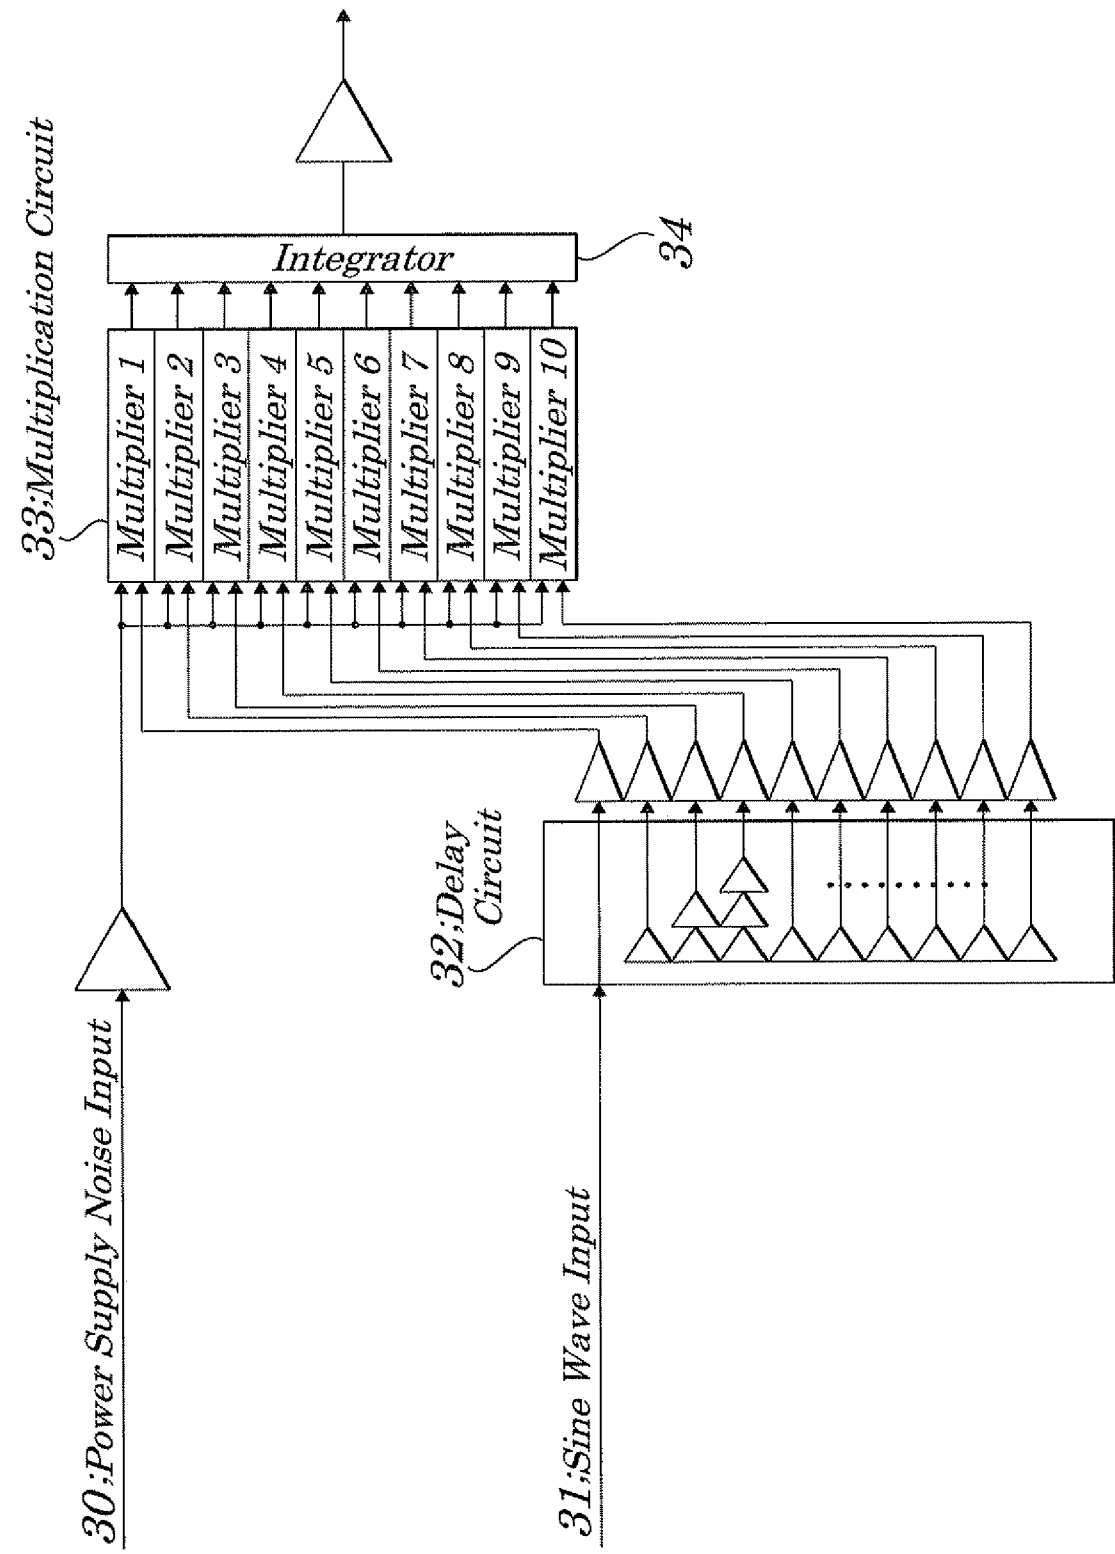 30;Power Supply Noise Input
31;Sine Wave Input
32;Delay
Circuit
33;Multiplication Circuit
Multiplier 1
Multiplier 2
Multiplier 3
Multiplier 4
Multiplier 5
Multiplier 6
Multiplier 7
Multiplier 8
Multiplier 9
Multiplier 10
Integrator
34